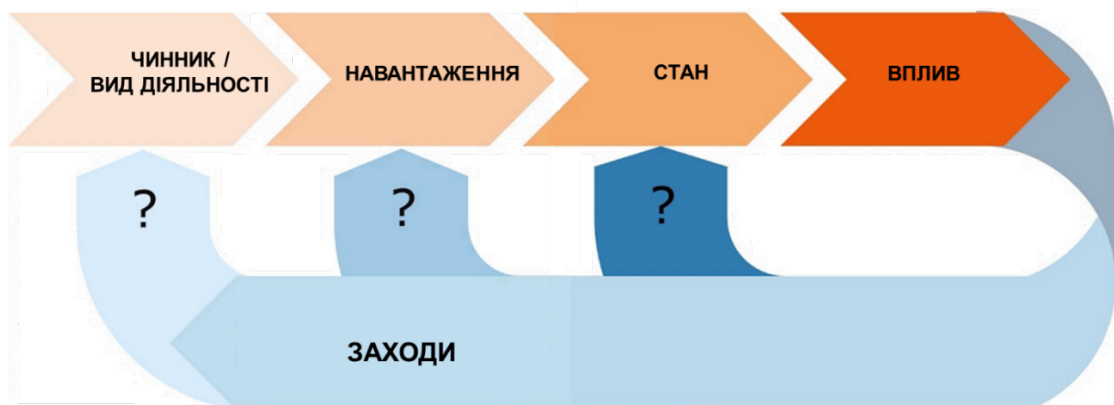 ЧИННИК /
ВИД ДІЯЛЬНОСТІ
НАВАНТАЖЕННЯ
СТАН
ВПЛИВ
?
?
?
ЗАХОДИ